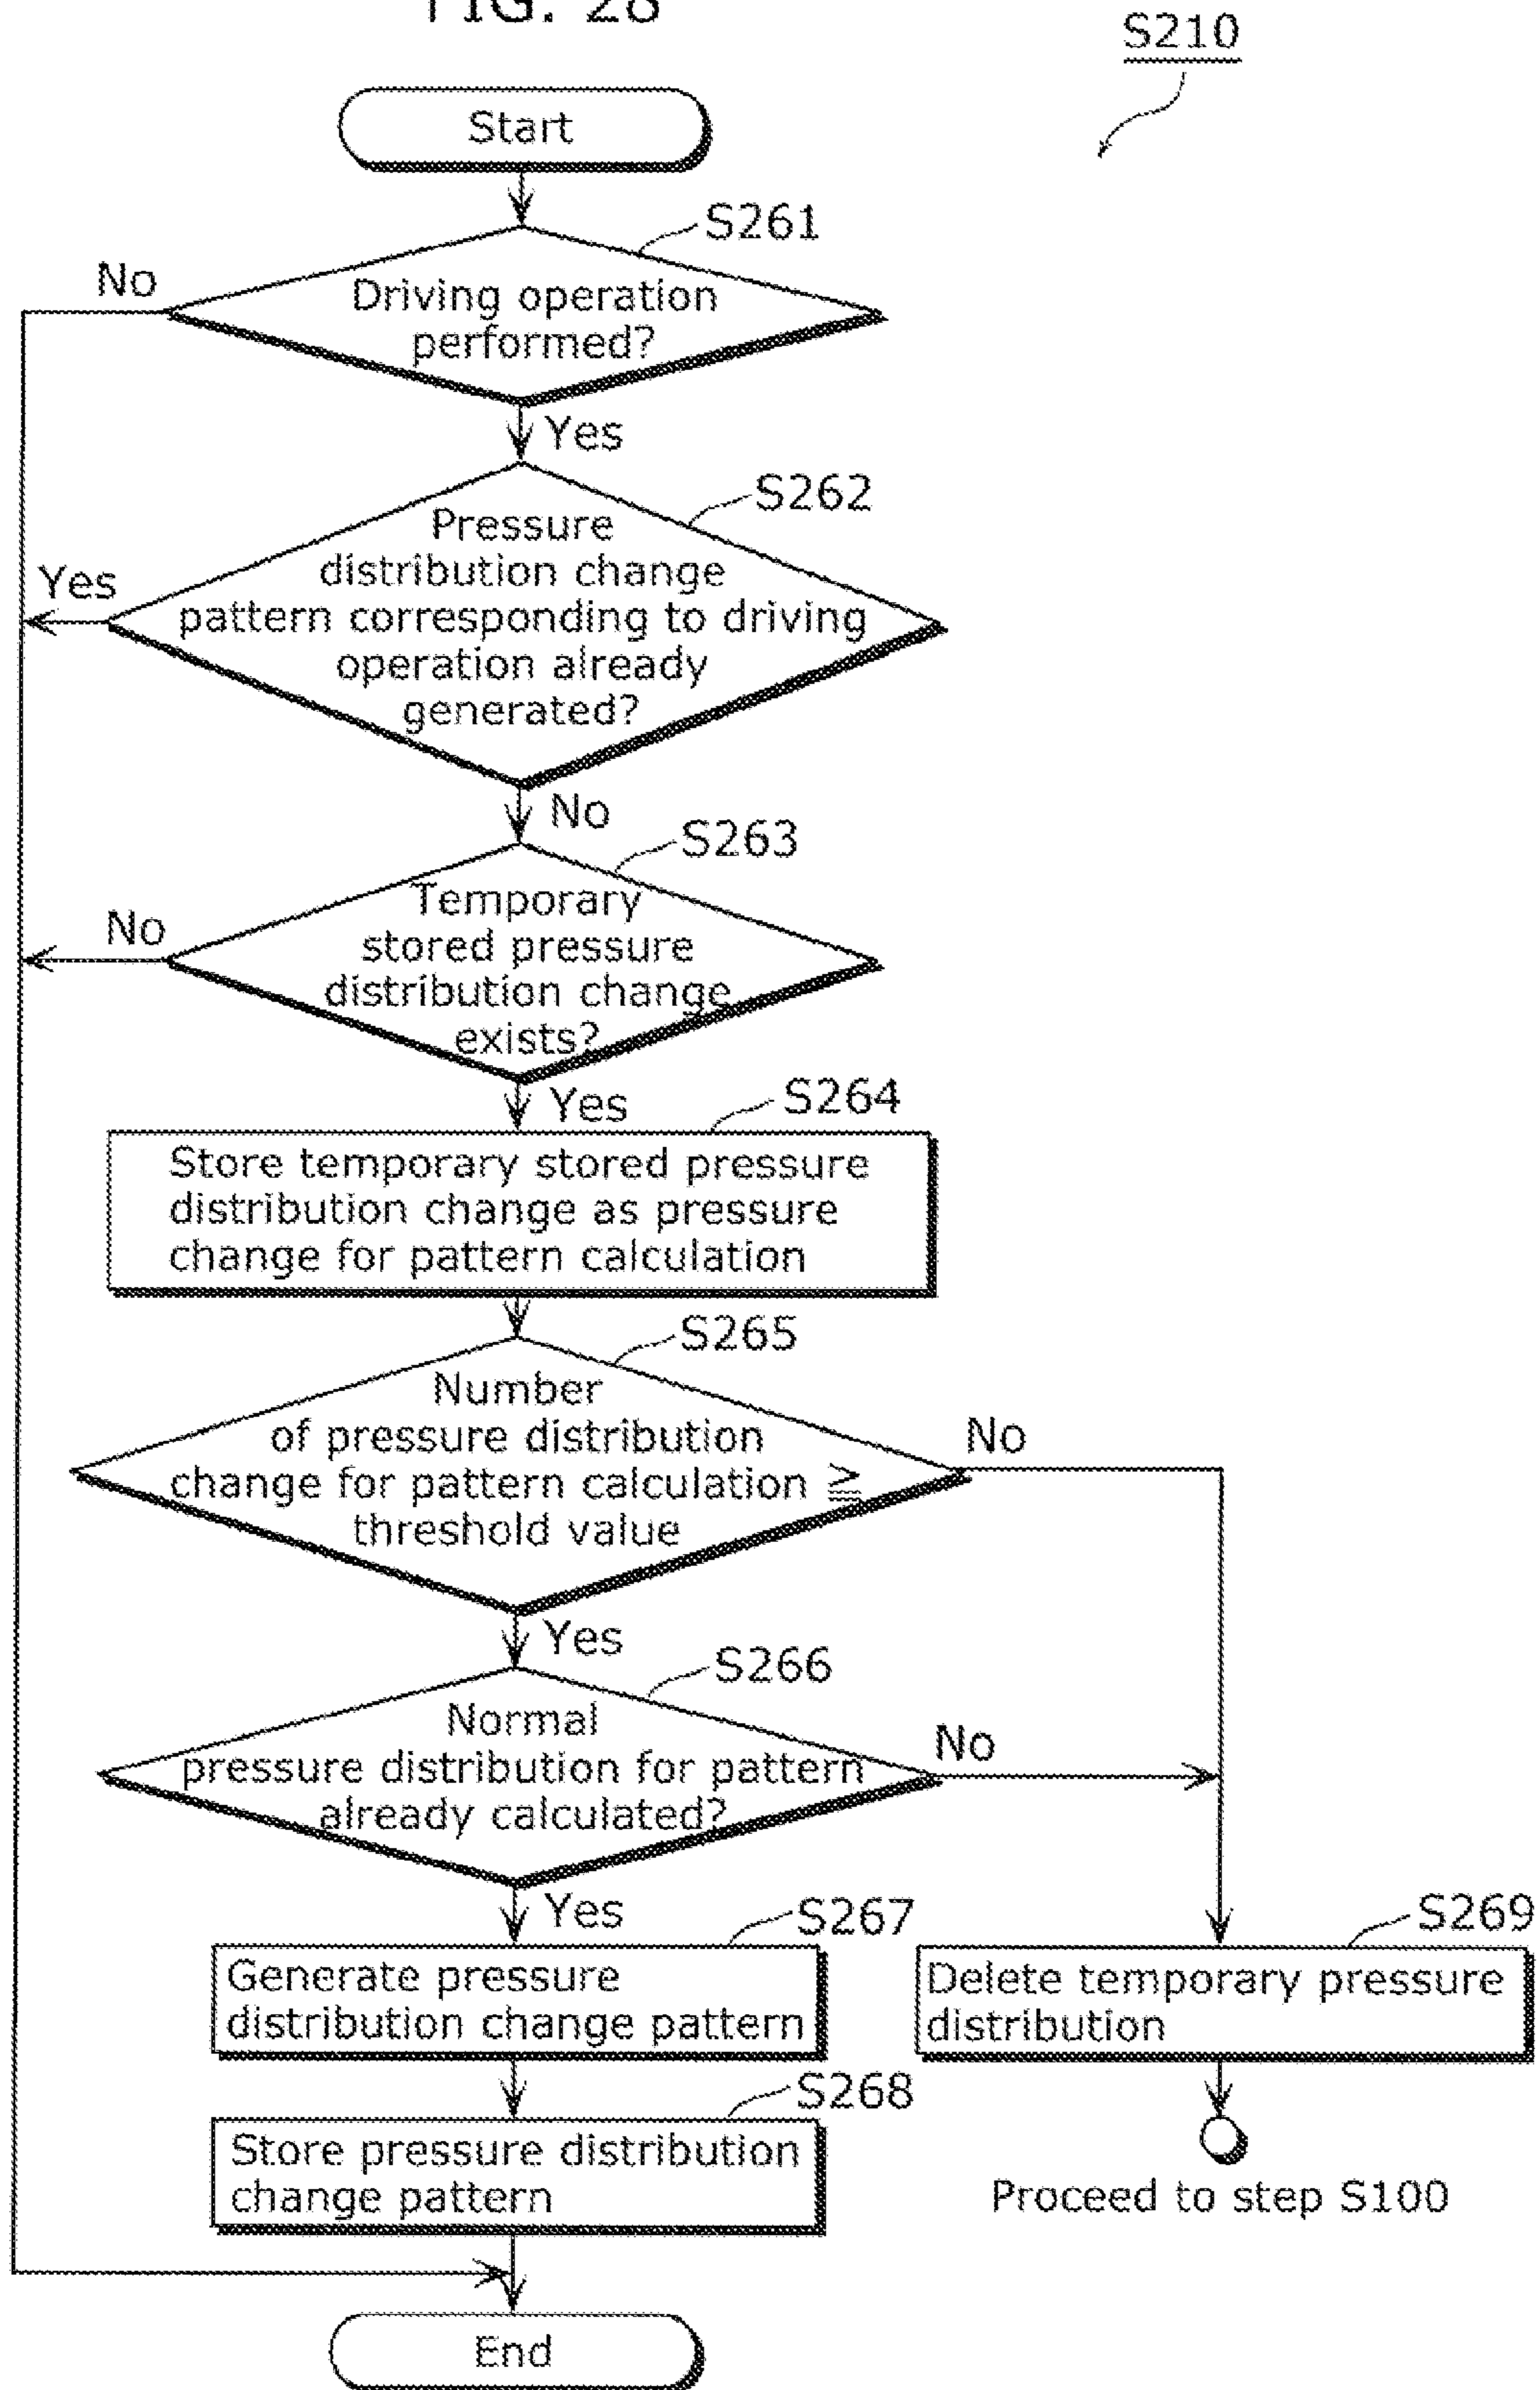 FIG. 28
S210
Start
S261
No
Driving operation
performed?
Yes
S262
Pressure
distribution change
pattern corresponding to driving
operation already
generated?
Yes
No
S263
Temporary
stored pressure
distribution change
exists?
No
Yes
S264
Store temporary stored pressure
distribution change as pressure
change for pattern calculation
S265
Number
of pressure distribution
change for pattern calculation ≧
threshold value
No
Yes
S266
Normal
pressure distribution for pattern
already calculated?
No
Yes
S267
Generate pressure
distribution change pattern
S269
Delete temporary pressure
distribution
S268
Store pressure distribution
change pattern
Proceed to step S100
End